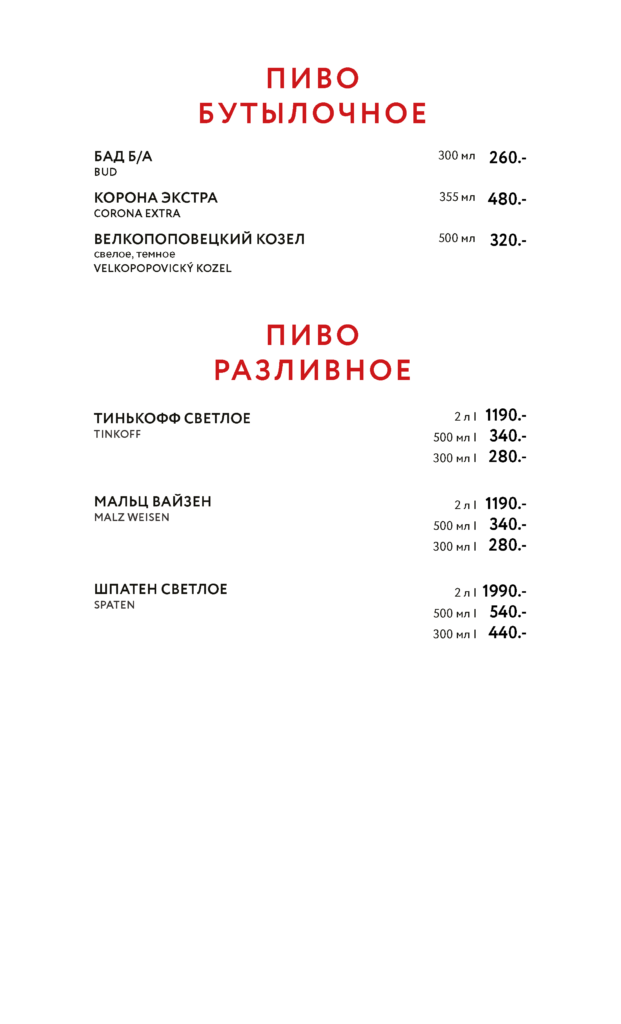 ПИВО
БУТЫЛОЧНОЕ
БАД Б/А 300 мл 260.-
BUD
КОРОНА ЭКСТРА 355 мл 480.-
CORONA EXTRA
ВЕЛКОПОПОВЕЦКИЙ КОЗЕЛ 500 мл 320.-
свелое, темное
VELKOPOPOVICKÝ KOZEL
ПИВО
РАЗЛИВНОЕ
ТИНЬКОФФ СВЕТЛОЕ 2 л I 1190.-
TINKOFF 500 мл I 340.-
300 мл I 280.-
МАЛЬЦ ВАЙЗЕН 2 л I 1190.-
MALZ WEISEN 500 мл I 340.-
300 мл I 280.-
ШПАТЕН СВЕТЛОЕ 2 л I 1990.-
SPATEN 500 мл I 540.-
300 мл I 440.-